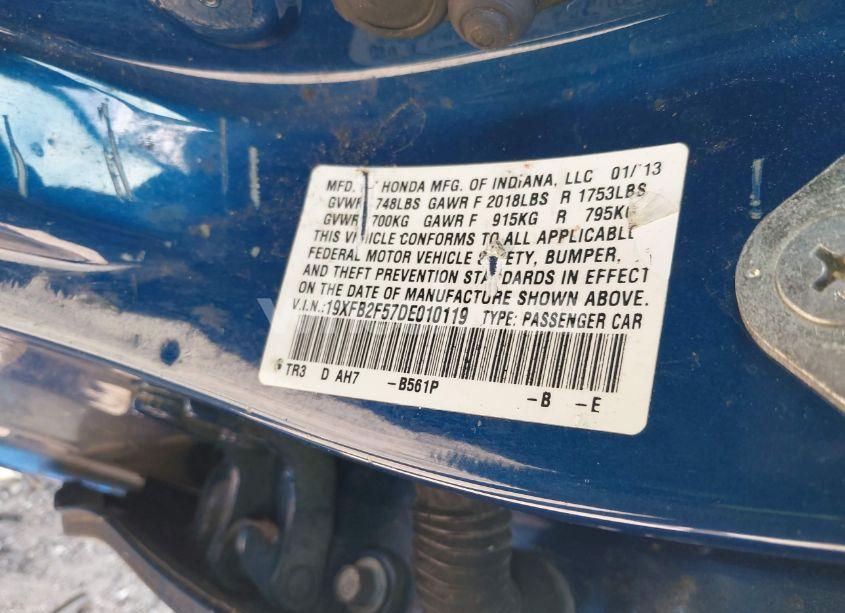 MFD. HONDA MFG. OF INDIANA, LLC 01/13
GVWR 748LBS GAWR F 2018LBS R 1753LBS
GVWR 700KG GAWR F 915KG R 795KG
THIS VEHICLE CONFORMS TO ALL APPLICABLE
FEDERAL MOTOR VEHICLE SAFETY, BUMPER,
AND THEFT PREVENTION STANDARDS IN EFFECT
ON THE DATE OF MANUFACTURE SHOWN ABOVE.
V.I.N.:19XFB2F57DE010119 TYPE: PASSENGER CAR
TR3 D AH7 -B561P -B -E